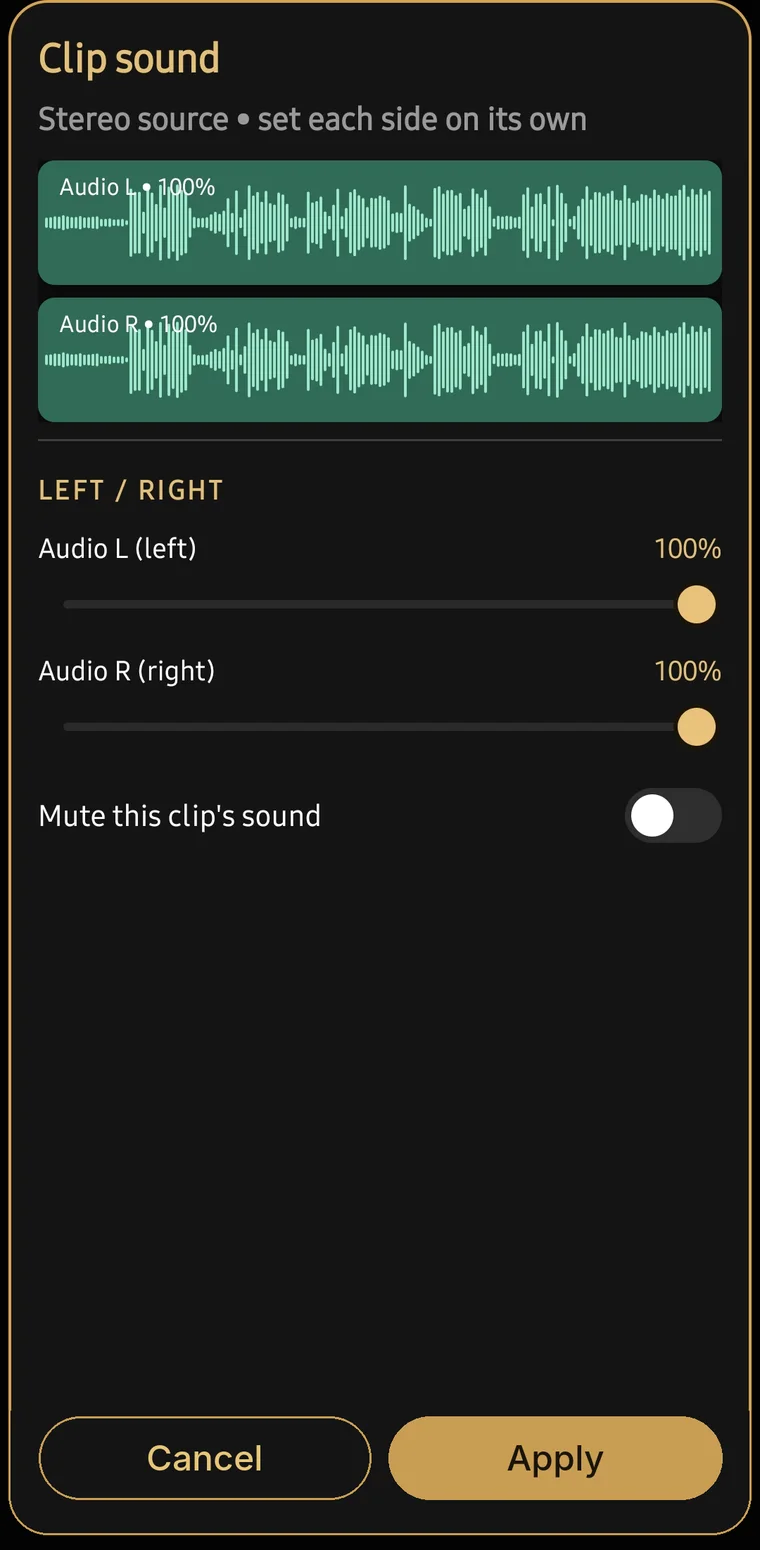 Clip sound
Stereo source • set each side on its own
Audio L • 100%
Audio R • 100%
LEFT / RIGHT
Audio L (left) 100%
Audio R (right) 100%
Mute this clip's sound
Cancel Apply